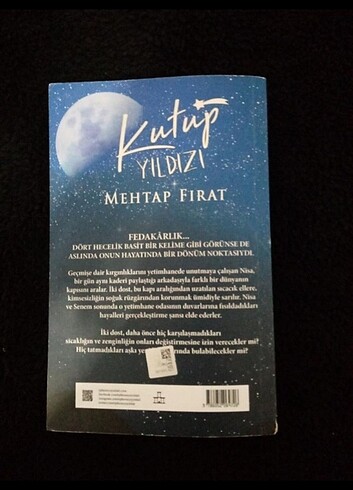 Kutup
YILDIZI
MEHTAP FIRAT
FEDAKÂRLIK...
DÖRT HECELİK BASİT BİR KELİME GİBİ GÖRÜNSE DE
ASLINDA ONUN HAYATINDA BİR DÖNÜM NOKTASIYDI.
Geçmişe dair kırgınlıklarını yetimhanede unutmaya çalışan Nisa,
bir gün aynı kaderi paylaştığı arkadaşıyla farklı bir dünyanın
kapısını aralar. İki dost, bu kapı aralığından uzatılan sıcacık ellere,
kimsesizliğin soğuk rüzgârından korunmak ümidiyle sarılır. Nisa
ve Senem sonunda o yetimhane odasının duvarlarına fısıldadıkları
hayalleri gerçekleştirme şansı elde ederler.
İki dost, daha önce hiç karşılaşmadıkları
sıcaklığın ve zenginliğin onları değiştirmesine izin verecekler mi?
Hiç tatmadıkları aşka